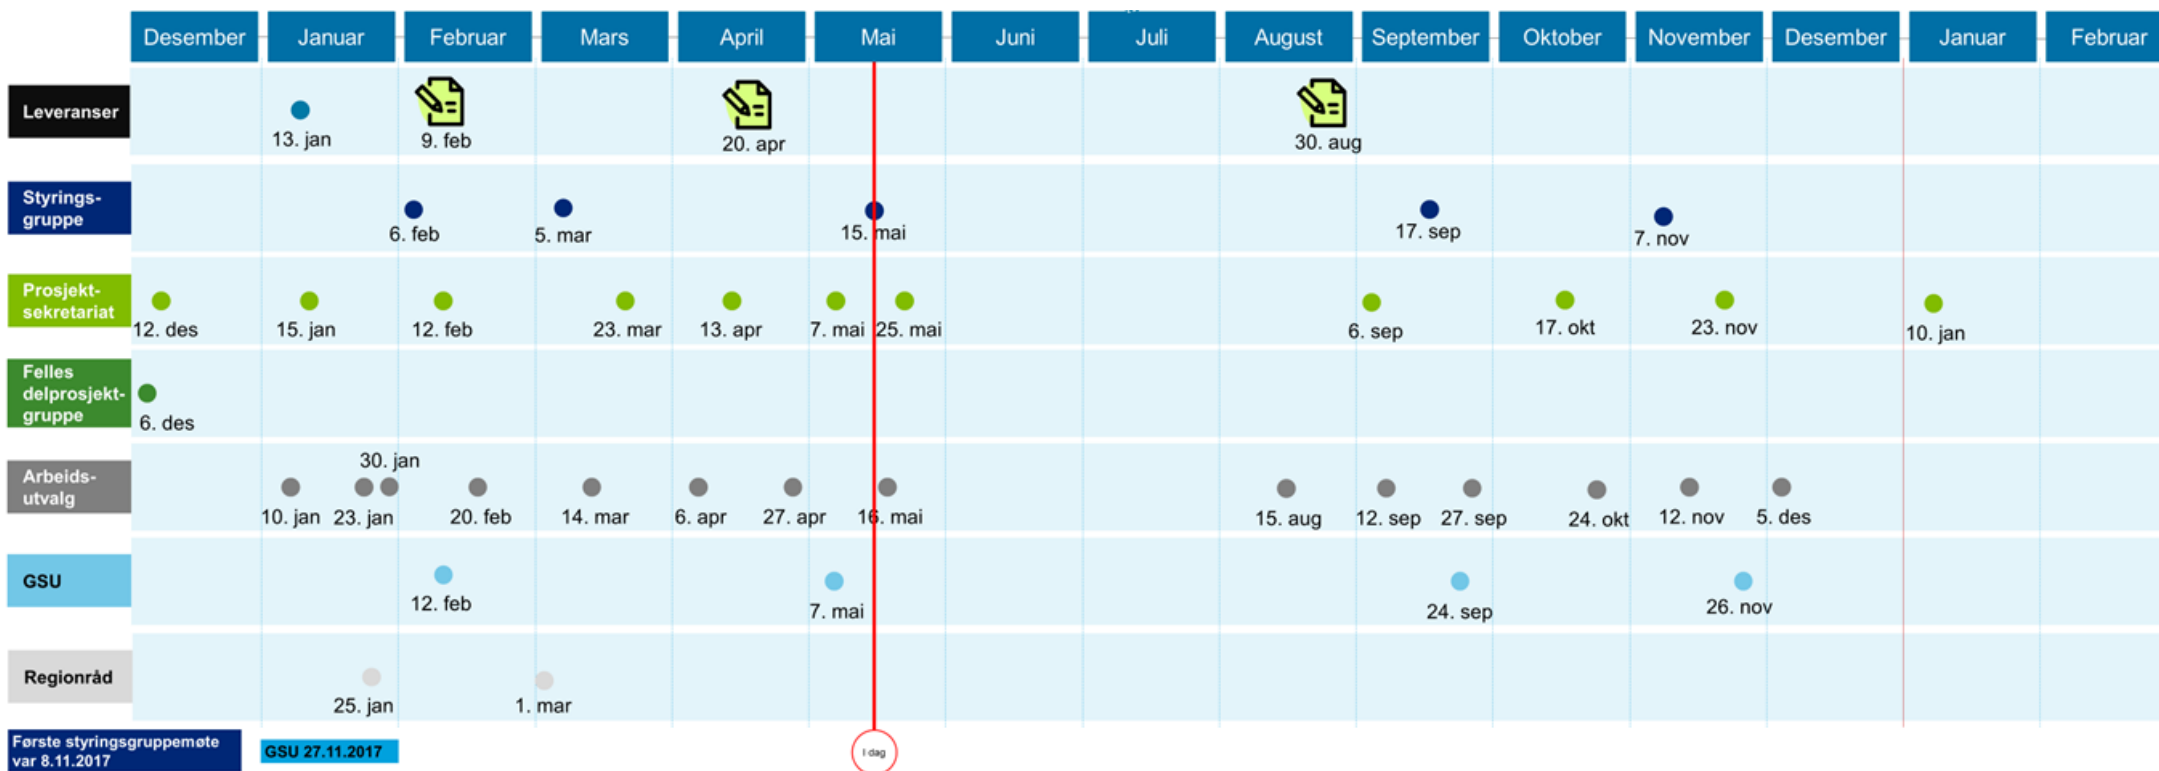 Desember Januar Februar Mars April Mai Juni Juli August September Oktober November Desember Januar Februar
Leveranser
13. jan 9. feb 20. apr 30. aug
Styrings-
gruppe
6. feb 5. mar 15. mai 17. sep 7. nov
Prosjekt-
sekretariat
12. des 15. jan 12. feb 23. mar 13. apr 7. mai 25. mai 6. sep 17. okt 23. nov 10. jan
Felles
delprosjekt-
gruppe
6. des
30. jan
Arbeids-
utvalg
10. jan 23. jan 20. feb 14. mar 6. apr 27. apr 16. mai 15. aug 12. sep 27. sep 24. okt 12. nov 5. des
GSU
12. feb 7. mai 24. sep 26. nov
Regionråd
25. jan 1. mar
Første styringsgruppemøte
var 8.11.2017
GSU 27.11.2017
I dag